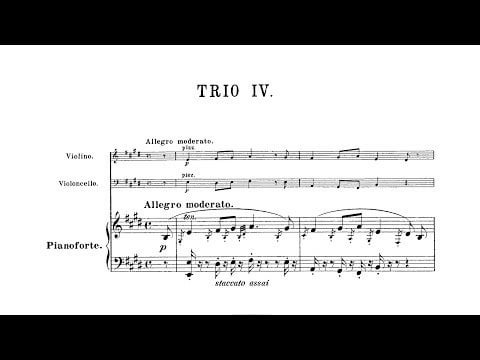 TRIO IV.
Allegro moderato.
pizz.
Violino.
p
pizz.
Violoncello.
p
Allegro moderato.
ten.
Pianoforte.
p
staccato assai